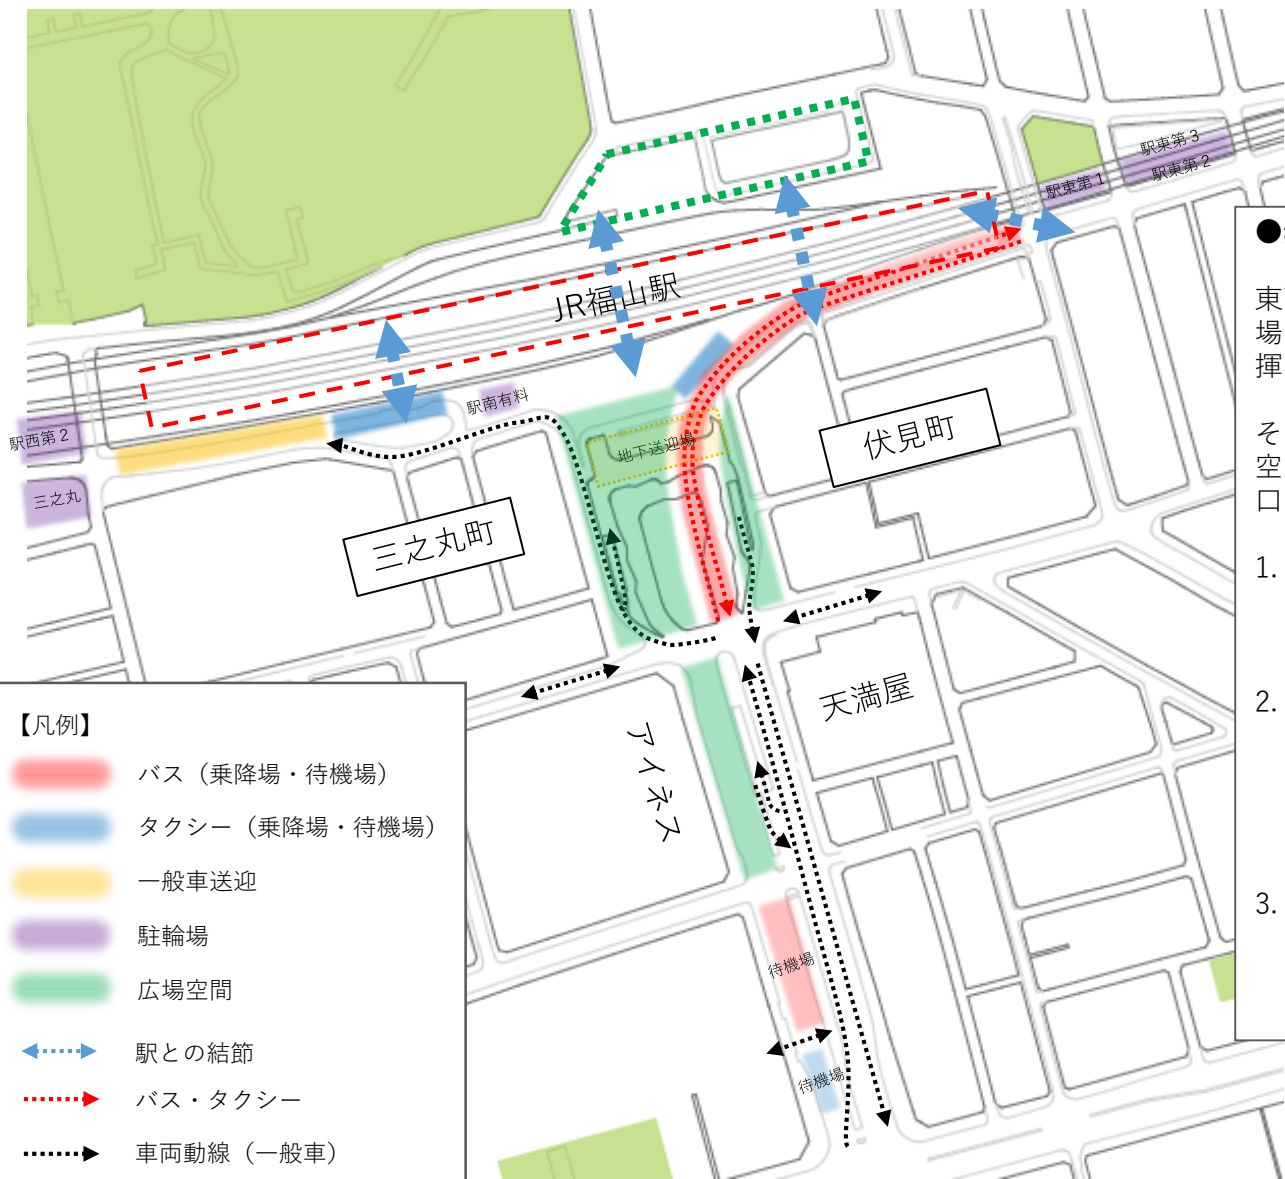 駅東第３
駅東第２
駅東第１
●
東
場
揮
そ
空
口
1.
2.
3.
JR福山駅
駅南有料
駅西第２
三之丸
地下送迎場
伏見町
三之丸町
天満屋
アイネス
待機場
待機場
【凡例】
バス（乗降場・待機場）
タクシー（乗降場・待機場）
一般車送迎
駐輪場
広場空間
駅との結節
バス・タクシー
車両動線（一般車）